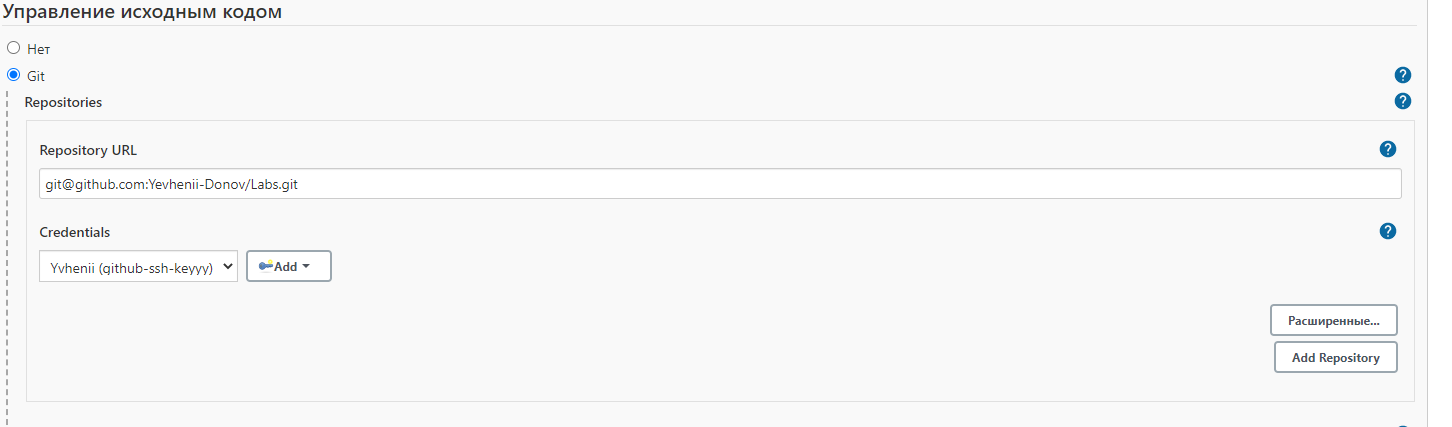 Управление исходным кодом
Нет
Git
?
Repositories
?
Repository URL
?
git@github.com:Yevhenii-Donov/Labs.git
Credentials
?
Yvhenii (github-ssh-keyyy)
Add
Расширенные...
Add Repository